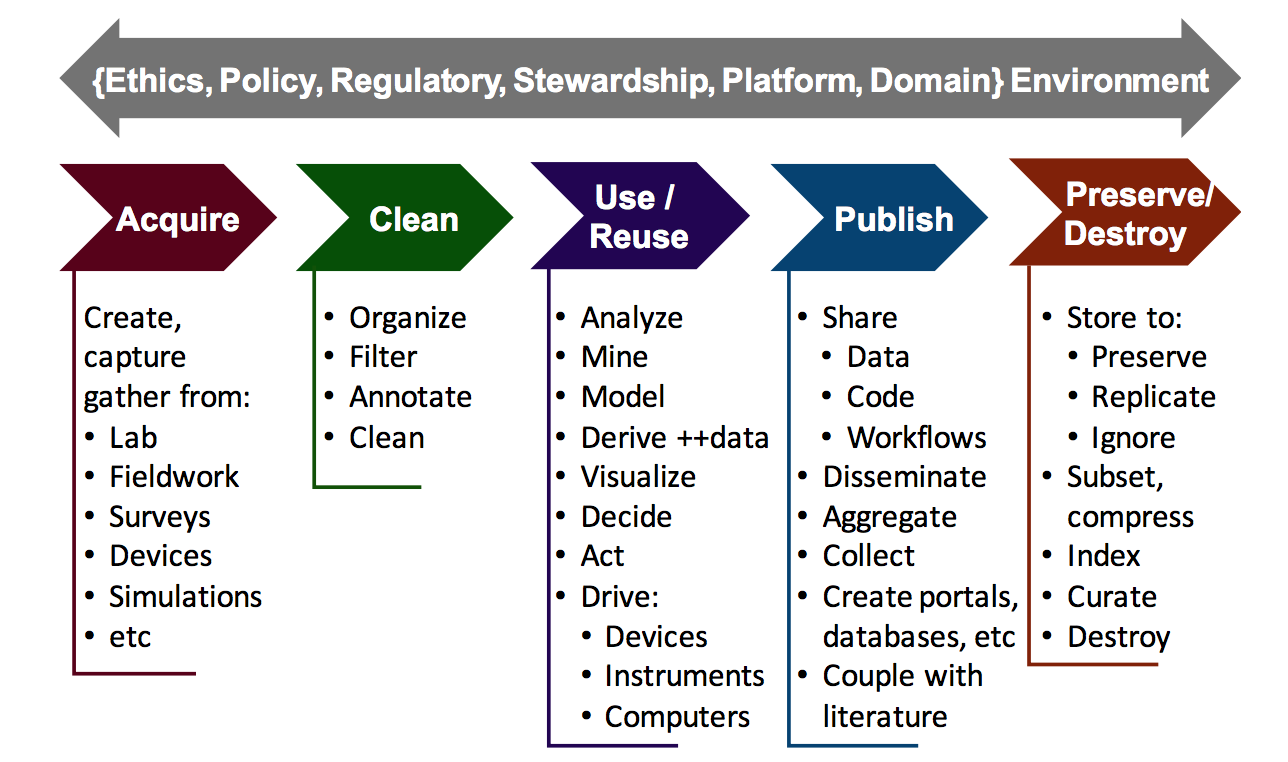 {Ethics, Policy, Regulatory, Stewardship, Platform, Domain} Environment
Acquire
Create,
capture
gather from:
• Lab
• Fieldwork
• Surveys
• Devices
• Simulations
• etc
Clean
• Organize
• Filter
• Annotate
• Clean
Use /
Reuse
• Analyze
• Mine
• Model
• Derive ++data
• Visualize
• Decide
• Act
• Drive:
• Devices
• Instruments
• Computers
Publish
• Share
• Data
• Code
• Workflows
• Disseminate
• Aggregate
• Collect
• Create portals,
databases, etc
• Couple with
literature
Preserve/
Destroy
• Store to:
• Preserve
• Replicate
• Ignore
• Subset,
compress
• Index
• Curate
• Destroy